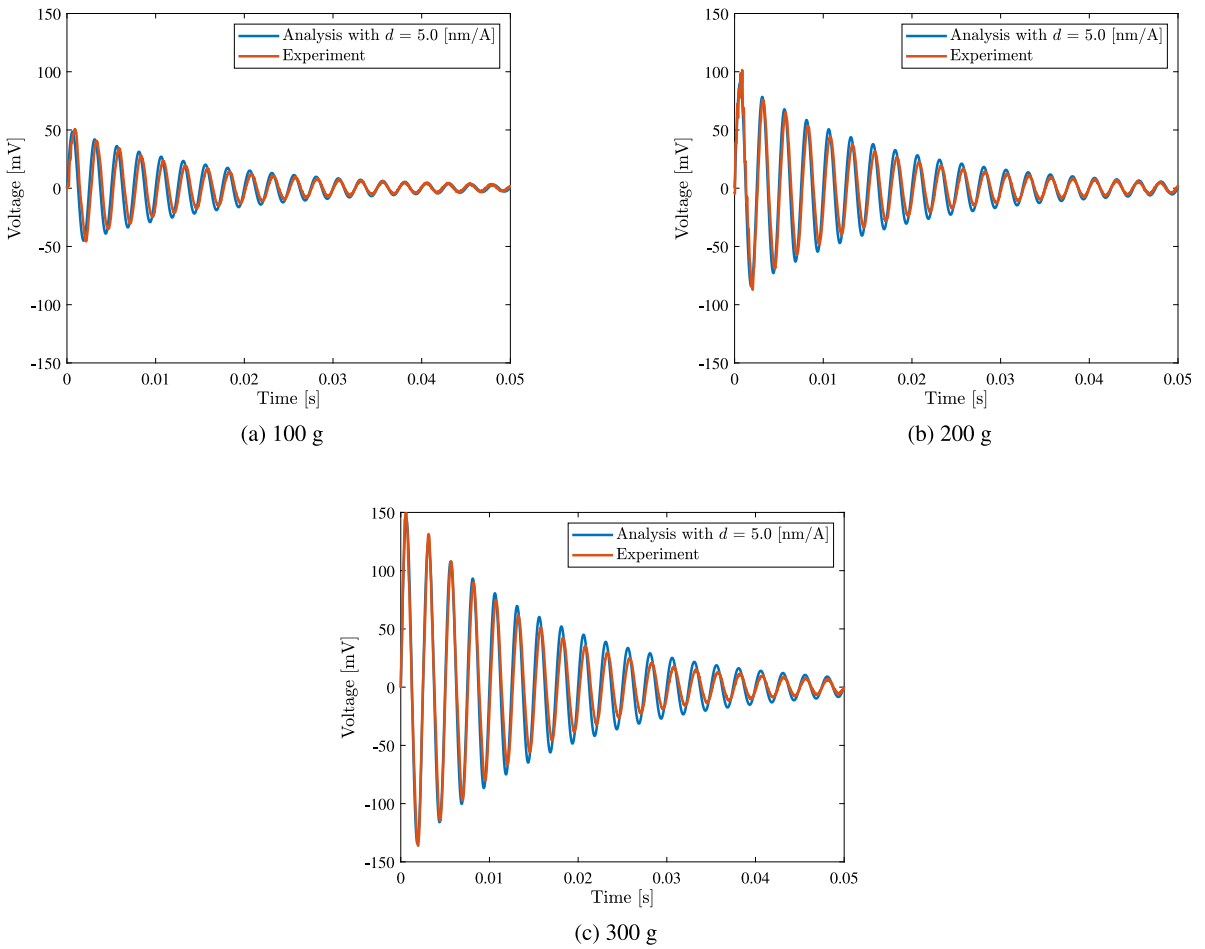 150
100
50
0
-50
-100
-150
Voltage [mV]
0
0.01
0.02
0.03
0.04
0.05
Time [s]
Analysis with d = 5.0 [nm/A]
Experiment
(a) 100 g
150
100
50
0
-50
-100
-150
Voltage [mV]
0
0.01
0.02
0.03
0.04
0.05
Time [s]
Analysis with d = 5.0 [nm/A]
Experiment
(b) 200 g
150
100
50
0
-50
-100
-150
Voltage [mV]
0
0.01
0.02
0.03
0.04
0.05
Time [s]
Analysis with d = 5.0 [nm/A]
Experiment
(c) 300 g